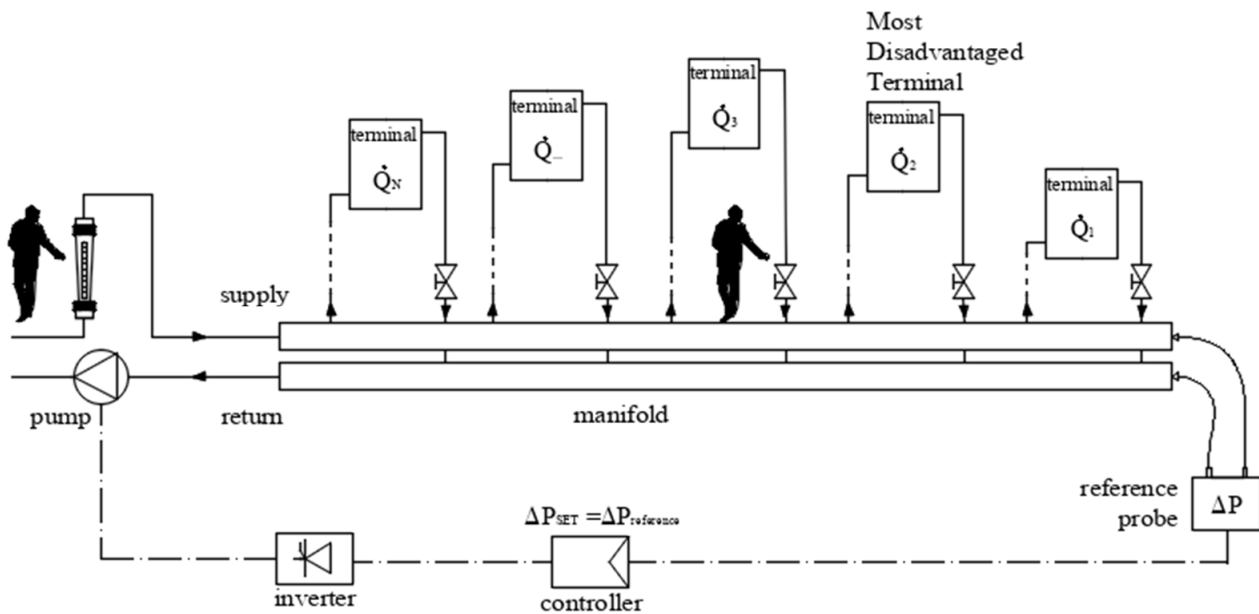 Most
Disadvantaged
Terminal
terminal
Q̇₃
terminal
Q̇...
terminal
Q̇₂
terminal
Q̇N
terminal
Q̇₁
supply
pump
return
manifold
reference
probe
ΔP
ΔPSET =ΔPreference
inverter
controller